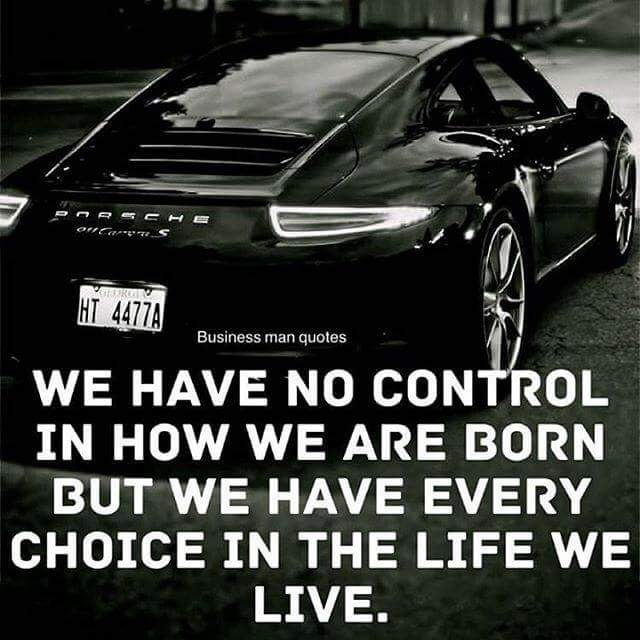 PORSCHE
911 Carrera S
GEORGIA
HT 4477A
Business man quotes
WE HAVE NO CONTROL
IN HOW WE ARE BORN
BUT WE HAVE EVERY
CHOICE IN THE LIFE WE
LIVE.